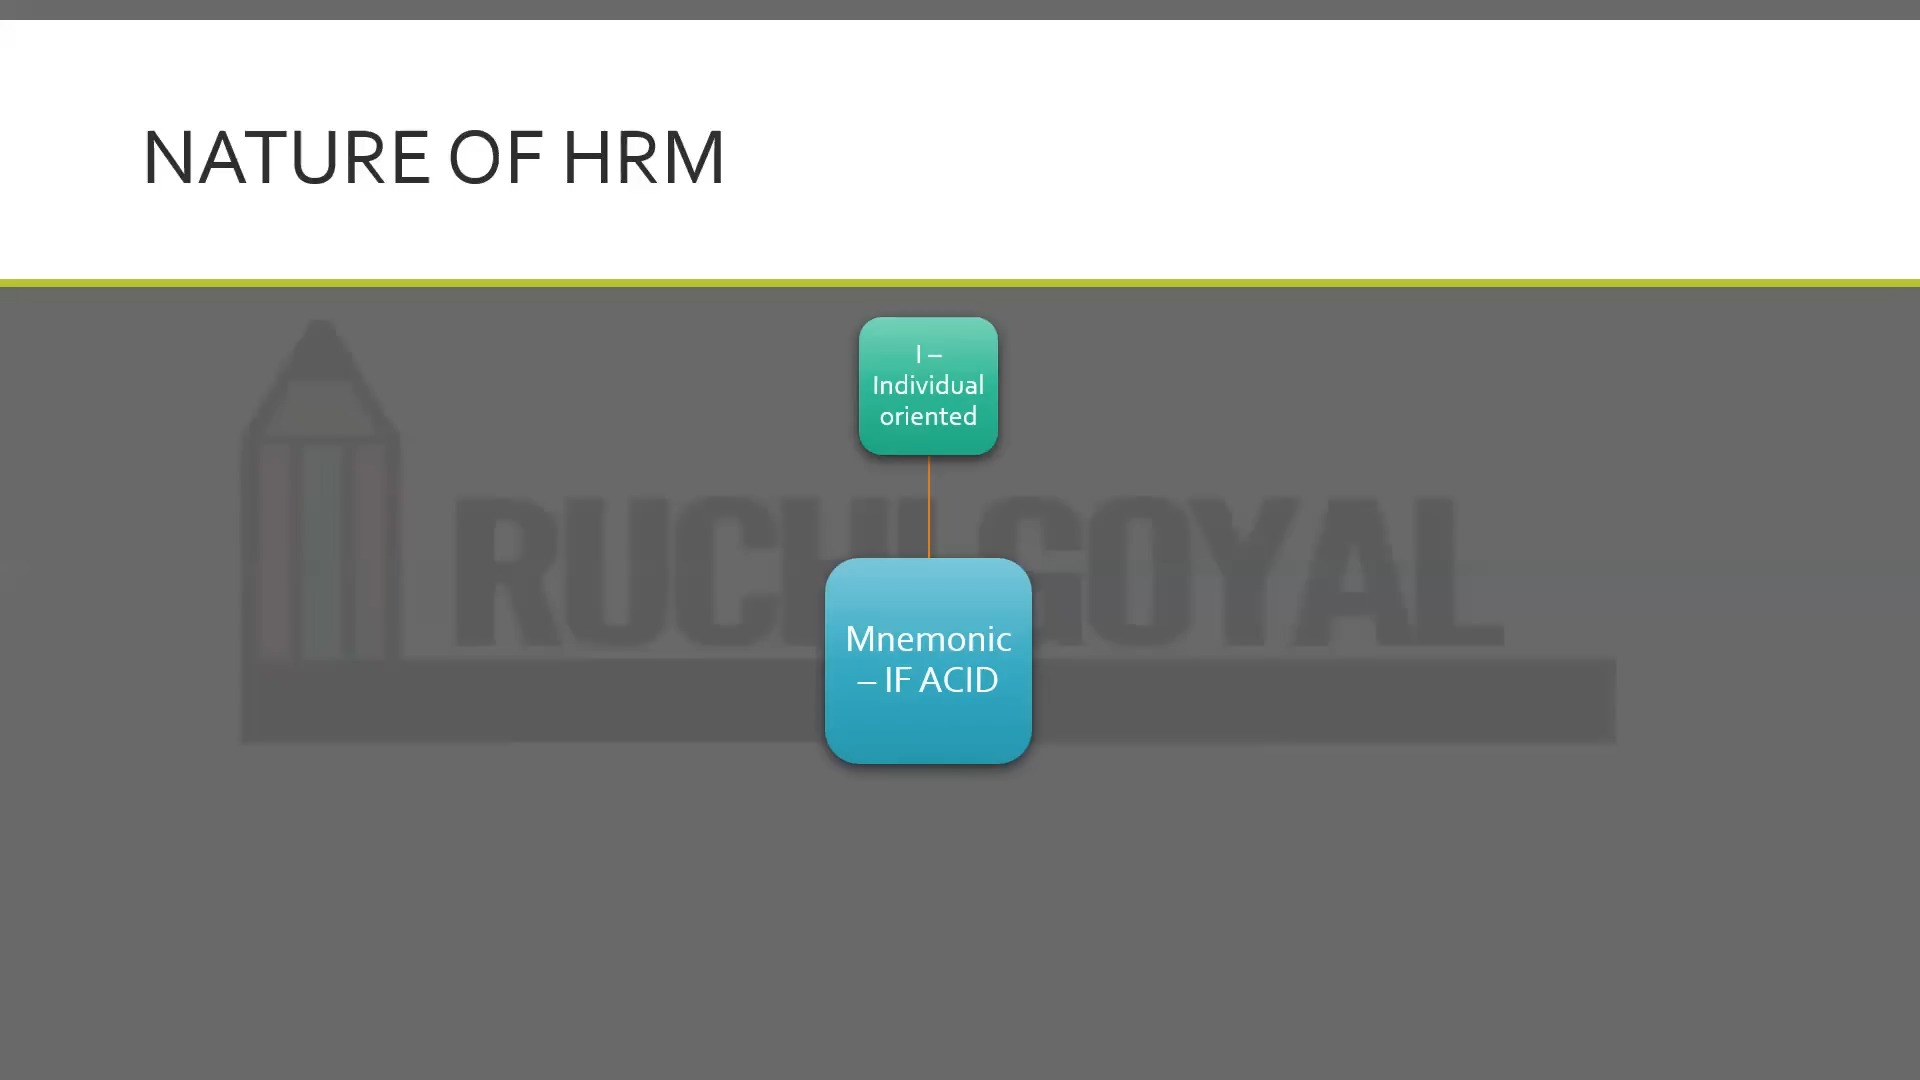 NATURE OF HRM
I –
Individual
oriented
RUCHI GOYAL
Mnemonic
– IF ACID